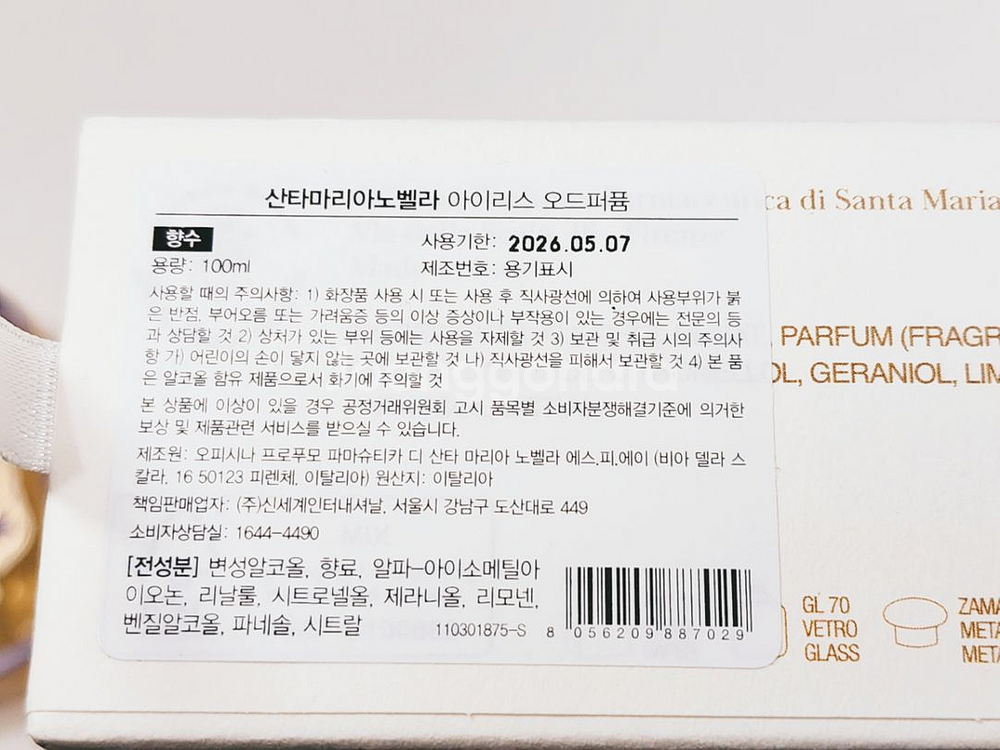 산타마리아노벨라 아이리스 오드퍼퓸
향수
사용기한: 2026.05.07
용량: 100ml
제조번호: 용기표시
사용할 때의 주의사항: 1) 화장품 사용 시 또는 사용 후 직사광선에 의하여 사용부위가 붉
은 반점, 부어오름 또는 가려움증 등의 이상 증상이나 부작용이 있는 경우에는 전문의 등
과 상담할 것 2) 상처가 있는 부위 등에는 사용을 자제할 것 3) 보관 및 취급 시의 주의사
항 가) 어린이의 손이 닿지 않는 곳에 보관할 것 나) 직사광선을 피해서 보관할 것 4) 본 품
은 알코올 함유 제품으로서 화기에 주의할 것
본 상품에 이상이 있을 경우 공정거래위원회 고시 품목별 소비자분쟁해결기준에 의거한
보상 및 제품관련 서비스를 받으실 수 있습니다.
제조원: 오피시나 프로푸모 파마슈티카 디 산타 마리아 노벨라 에스.피.에이 (비아 델라 스
칼라, 16 50123 피렌체, 이탈리아) 원산지: 이탈리아
책임판매업자: (주)신세계인터내셔날, 서울시 강남구 도산대로 449
소비자상담실: 1644-4490
[전성분] 변성알코올, 향료, 알파-아이소메틸아
이오논, 리날룰, 시트로넬올, 제라니올, 리모넨,
벤질알코올, 파네솔, 시트랄
110301875-S
8 056209 887029
ca di Santa Maria
PARFUM (FRAGR
OL, GERANIOL, LIM
GL 70
VETRO
GLASS
ZAMA
META
META